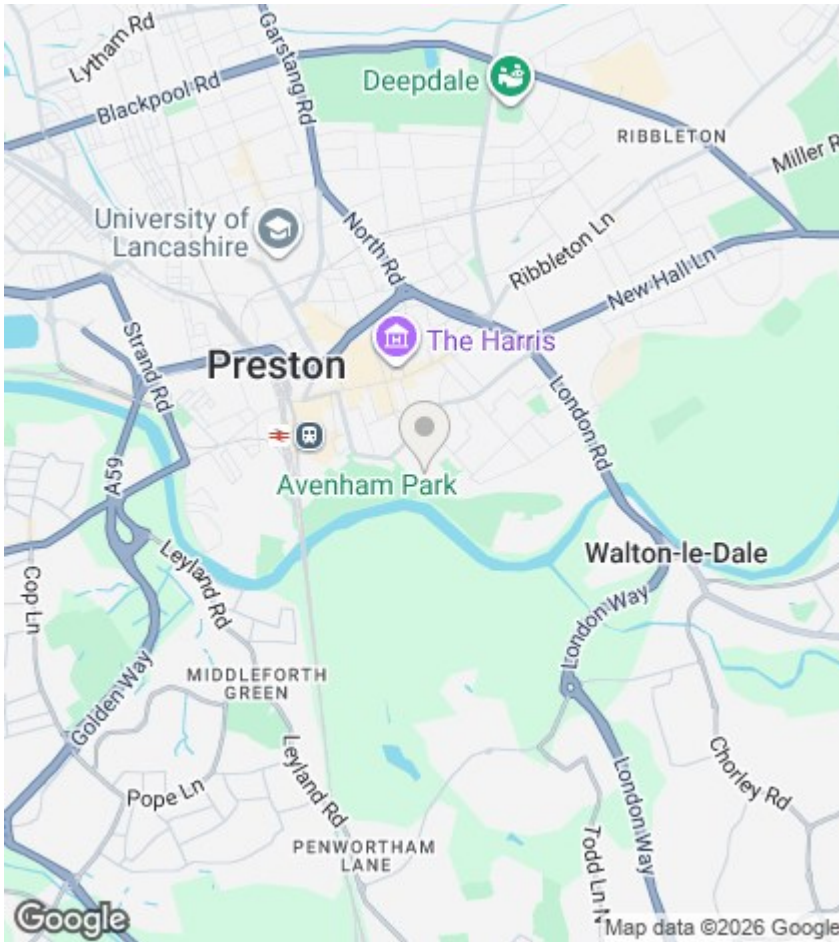 Lytham Rd
Garstang Rd
Blackpool Rd
Deepdale
RIBBLETON
Miller R
University of
Lancashire
North Rd
Ribbleton Ln
New Hall Ln
Strand Rd
The Harris
Preston
London Rd
A59
Avenham Park
Walton-le-Dale
Leyland Rd
Cop Ln
London Way
MIDDLEFORTH
GREEN
Golden Way
Leyland Rd
Pope Ln
London Way
Chorley Rd
PENWORTHAM
LANE
Todd Ln N
Google
Map data ©2026 Google